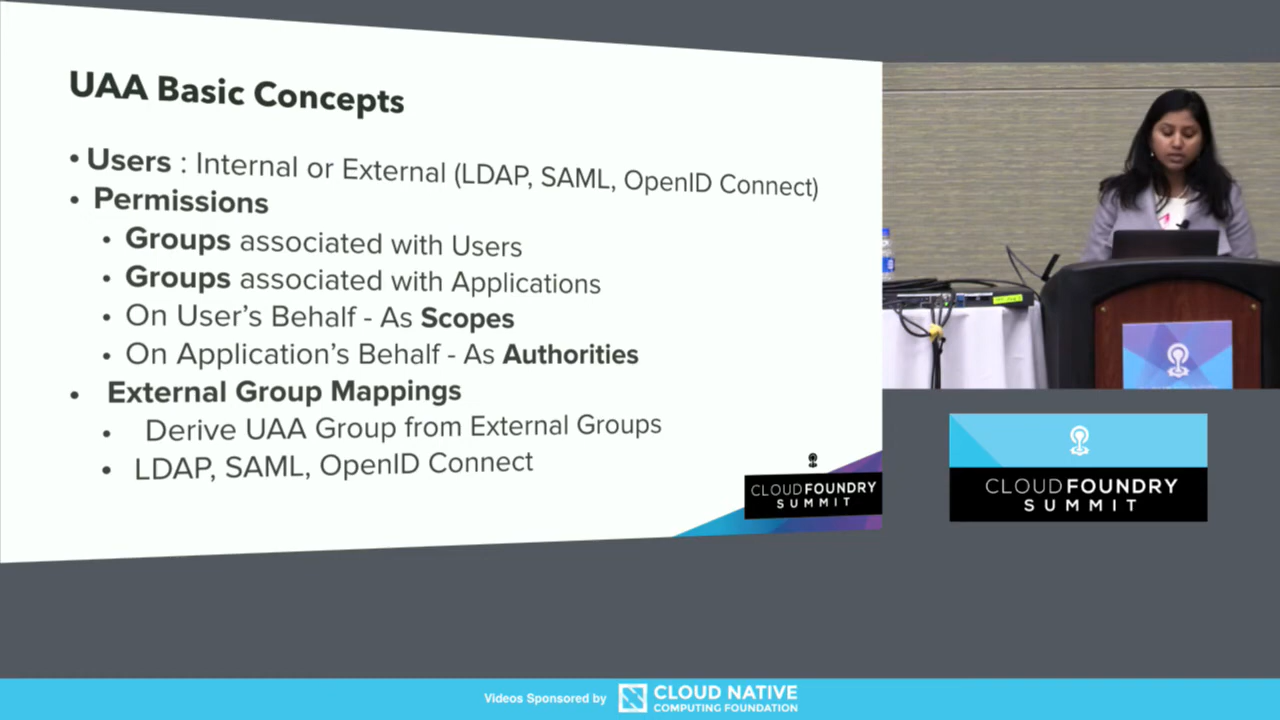 UAA Basic Concepts
• Users : Internal or External (LDAP, SAML, OpenID Connect)
• Permissions
• Groups associated with Users
• Groups associated with Applications
• On User's Behalf - As Scopes
• On Application's Behalf - As Authorities
• External Group Mappings
• Derive UAA Group from External Groups
• LDAP, SAML, OpenID Connect
CLOUDFOUNDRY
SUMMIT
CLOUDFOUNDRY
SUMMIT
Videos Sponsored by
CLOUD NATIVE
COMPUTING FOUNDATION